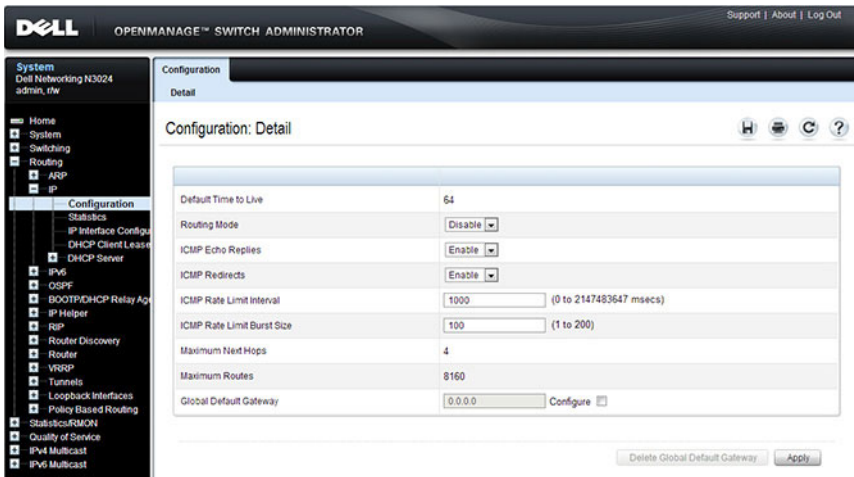 Support | About | Log Out
DELL
OPENMANAGE™ SWITCH ADMINISTRATOR
System
Dell Networking N3024
admin, r/w
Home
System
Switching
Routing
ARP
IP
Configuration
Statistics
IP Interface Configu
DHCP Client Lease
DHCP Server
IPv6
OSPF
BOOTP/DHCP Relay Age
IP Helper
RIP
Router Discovery
Router
VRRP
Tunnels
Loopback Interfaces
Policy Based Routing
Statistics/RMON
Quality of Service
IPv4 Multicast
IPv6 Multicast
Configuration
Detail
Configuration: Detail
H
C
?
Default Time to Live 64
Routing Mode Disable
ICMP Echo Replies Enable
ICMP Redirects Enable
ICMP Rate Limit Interval 1000 (0 to 2147483647 msecs)
ICMP Rate Limit Burst Size 100 (1 to 200)
Maximum Next Hops 4
Maximum Routes 8160
Global Default Gateway 0.0.0.0 Configure
Delete Global Default Gateway Apply